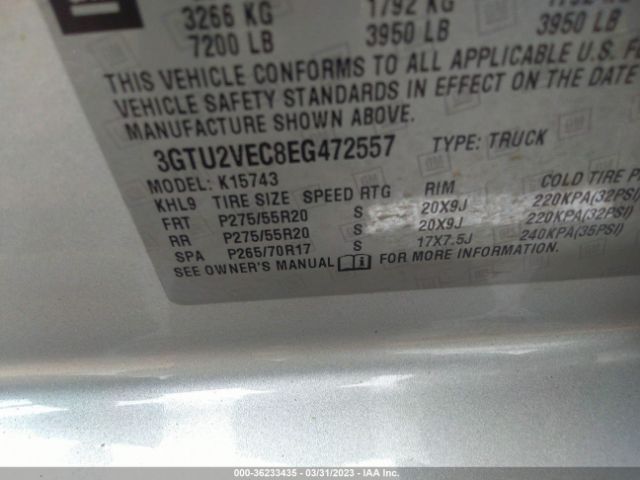 3266 KG 1792 KG
7200 LB 3950 LB 3950 LB
THIS VEHICLE CONFORMS TO ALL APPLICABLE U.S.
VEHICLE SAFETY STANDARDS IN EFFECT ON THE DATE
MANUFACTURE SHOWN ABOVE.
3GTU2VEC8EG472557 TYPE: TRUCK
MODEL: K15743
KHL9 TIRE SIZE SPEED RTG RIM COLD TIRE
FRT P275/55R20 S 20X9J 220KPA(32PSI)
RR P275/55R20 S 20X9J 220KPA(32PSI)
SPA P265/70R17 S 17X7.5J 240KPA(35PSI)
SEE OWNER'S MANUAL FOR MORE INFORMATION.
000-36233435 - 03/31/2023 - IAAI.com